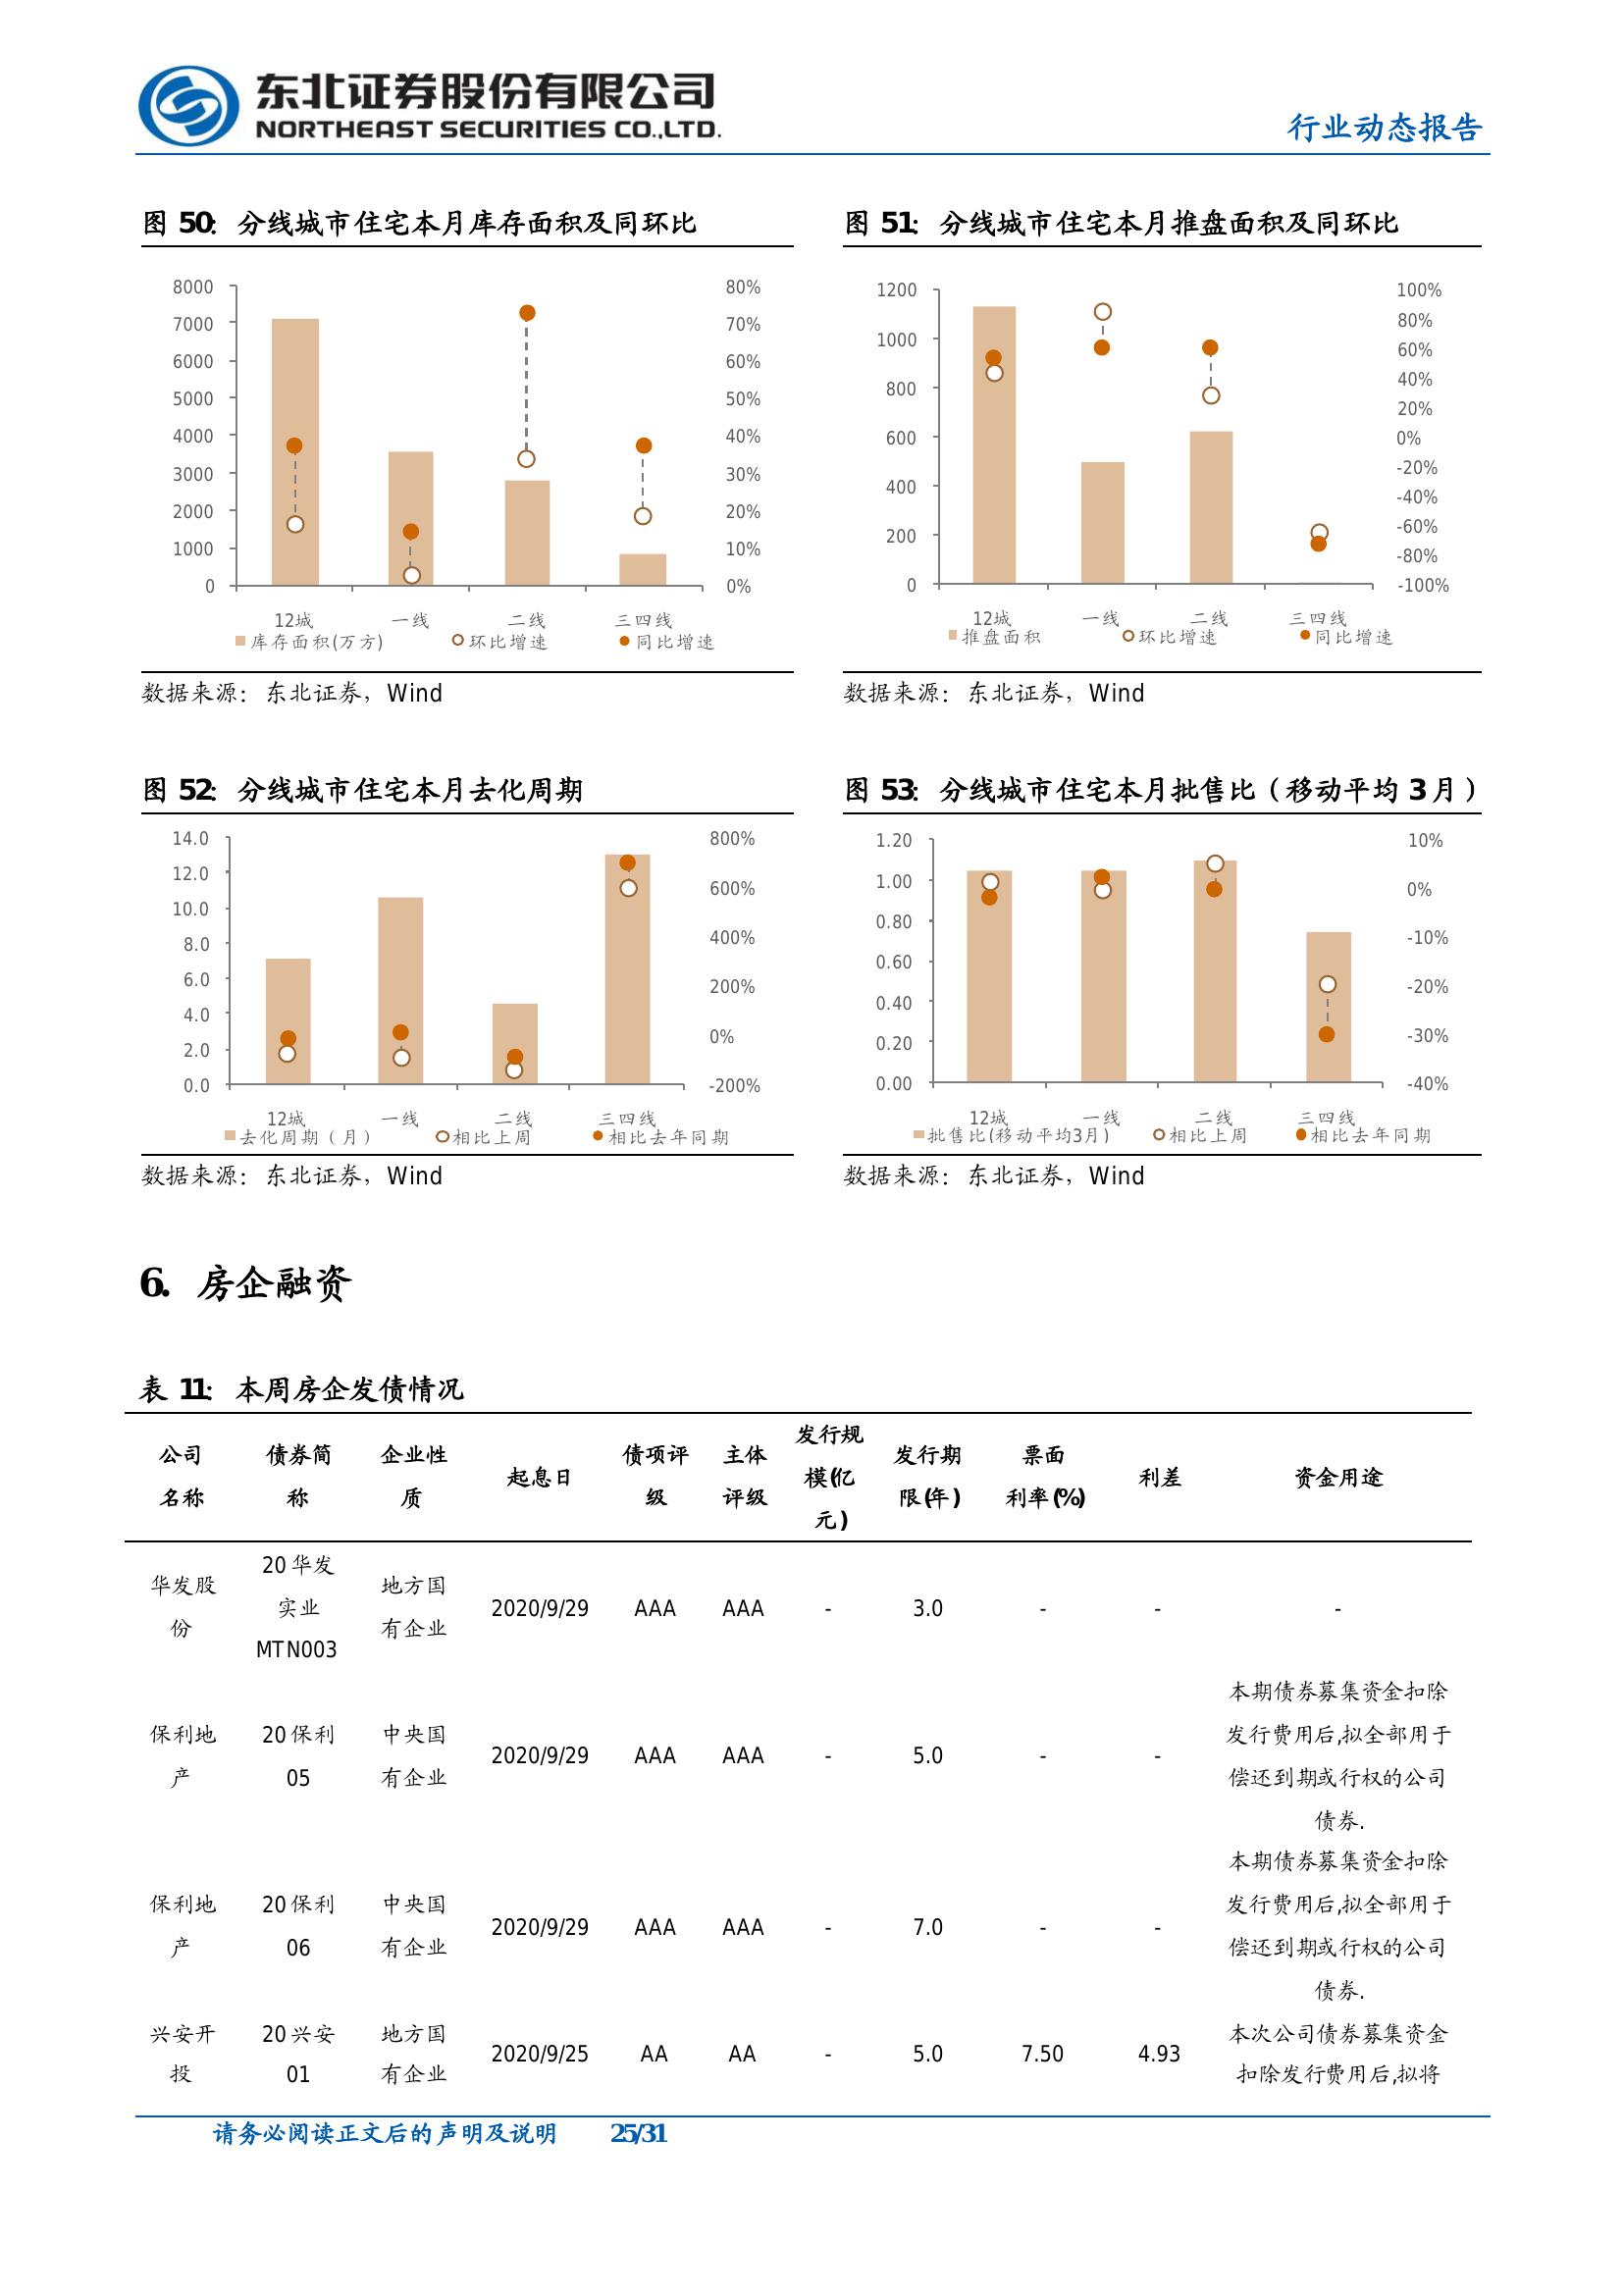 东北证券股份有限公司
NORTHEAST SECURITIES CO.,LTD.
行业动态报告
图 50：分线城市住宅本月库存面积及同环比
8000
7000
6000
5000
4000
3000
2000
1000
0
80%
70%
60%
50%
40%
30%
20%
10%
0%
12城 一线 二线 三四线
库存面积(万方) 环比增速 同比增速
数据来源：东北证券，Wind
图 51：分线城市住宅本月推盘面积及同环比
1200
1000
800
600
400
200
0
100%
80%
60%
40%
20%
0%
-20%
-40%
-60%
-80%
-100%
12城 一线 二线 三四线
推盘面积 环比增速 同比增速
数据来源：东北证券，Wind
图 52：分线城市住宅本月去化周期
14.0
12.0
10.0
8.0
6.0
4.0
2.0
0.0
800%
600%
400%
200%
0%
-200%
12城 一线 二线 三四线
去化周期（月） 相比上周 相比去年同期
数据来源：东北证券，Wind
图 53：分线城市住宅本月批售比（移动平均 3 月）
1.20
1.00
0.80
0.60
0.40
0.20
0.00
10%
0%
-10%
-20%
-30%
-40%
12城 一线 二线 三四线
批售比(移动平均3月) 相比上周 相比去年同期
数据来源：东北证券，Wind
6. 房企融资
表 11：本周房企发债情况
公司
名称
债券简
称
企业性
质
起息日
债项评
级
主体
评级
发行规
模(亿
元)
发行期
限(年)
票面
利率(%)
利差
资金用途
华发股
份
20 华发
实业
MTN003
地方国
有企业
2020/9/29
AAA
AAA
-
3.0
-
-
-
保利地
产
20 保利
05
中央国
有企业
2020/9/29
AAA
AAA
-
5.0
-
-
本期债券募集资金扣除
发行费用后,拟全部用于
偿还到期或行权的公司
债券.
保利地
产
20 保利
06
中央国
有企业
2020/9/29
AAA
AAA
-
7.0
-
-
本期债券募集资金扣除
发行费用后,拟全部用于
偿还到期或行权的公司
债券.
兴安开
投
20 兴安
01
地方国
有企业
2020/9/25
AA
AA
-
5.0
7.50
4.93
本次公司债券募集资金
扣除发行费用后,拟将
请务必阅读正文后的声明及说明 25/31